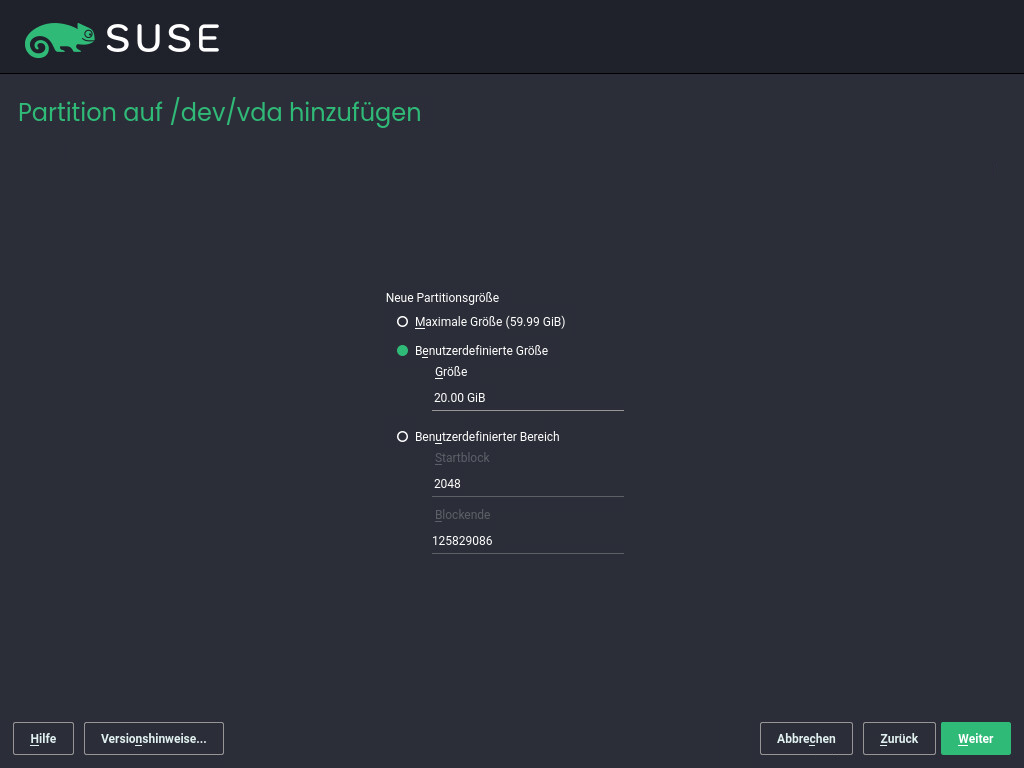 SUSE
Partition auf /dev/vda hinzufügen
Neue Partitionsgröße
Maximale Größe (59.99 GiB)
Benutzerdefinierte Größe
Größe
20.00 GiB
Benutzerdefinierter Bereich
Startblock
2048
Blockende
125829086
Hilfe Versionshinweise... Abbrechen Zurück Weiter